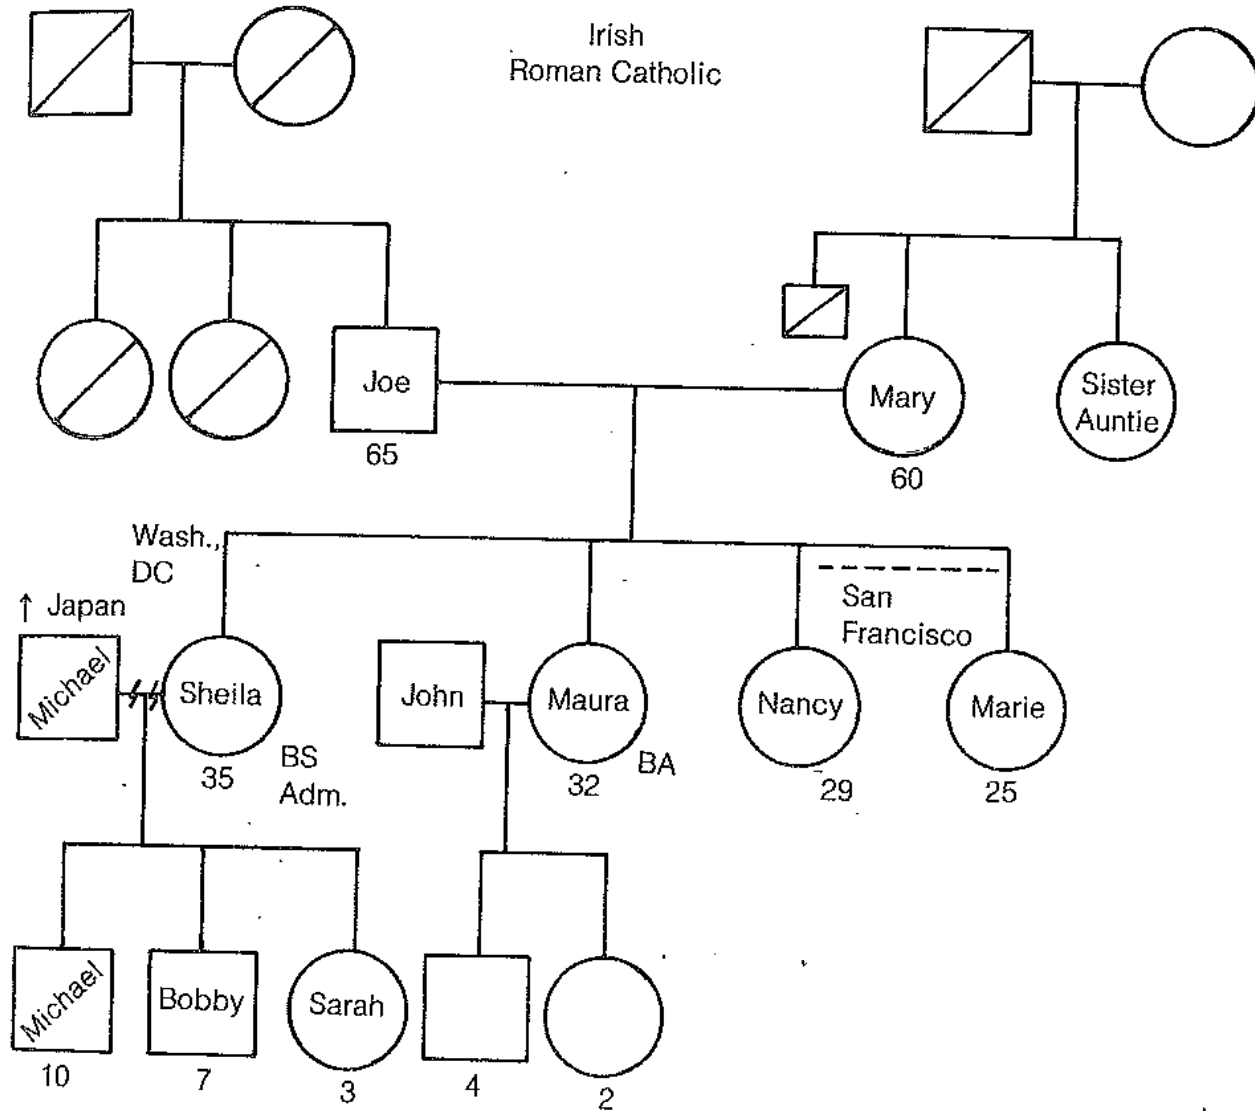 Irish
Roman Catholic
Joe
65
Mary
60
Sister
Auntie
Wash.,
DC
↑ Japan
Michael
Sheila
35
BS
Adm.
John
Maura
32
BA
San
Francisco
Nancy
29
Marie
25
Michael
10
Bobby
7
Sarah
3
4
2